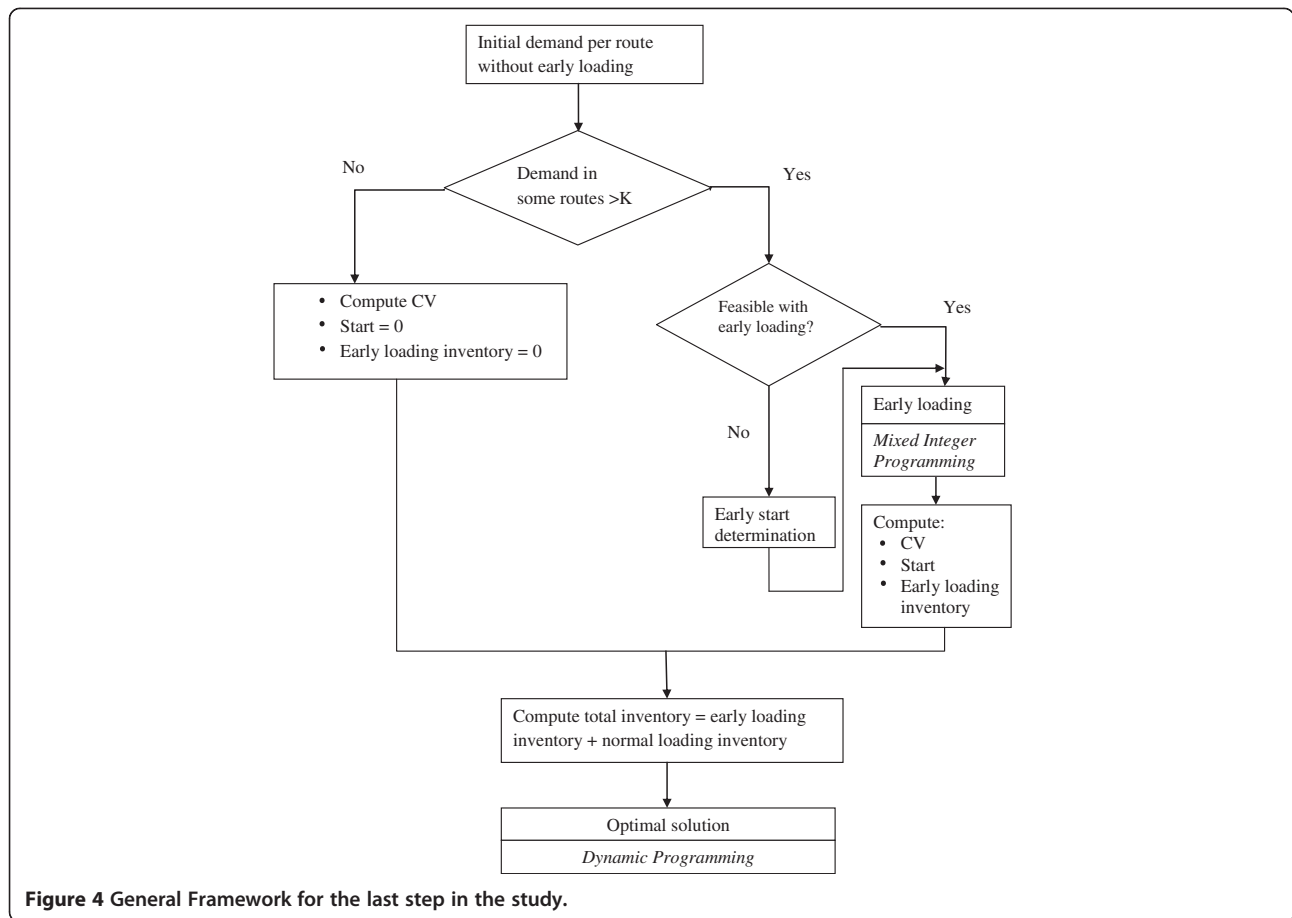 Initial demand per route
without early loading
No
Demand in
some routes >K
Yes
• Compute CV
• Start = 0
• Early loading inventory = 0
Feasible with
early loading?
Yes
No
Early loading
Mixed Integer
Programming
Early start
determination
Compute:
• CV
• Start
• Early loading
inventory
Compute total inventory = early loading
inventory + normal loading inventory
Optimal solution
Dynamic Programming
Figure 4 General Framework for the last step in the study.